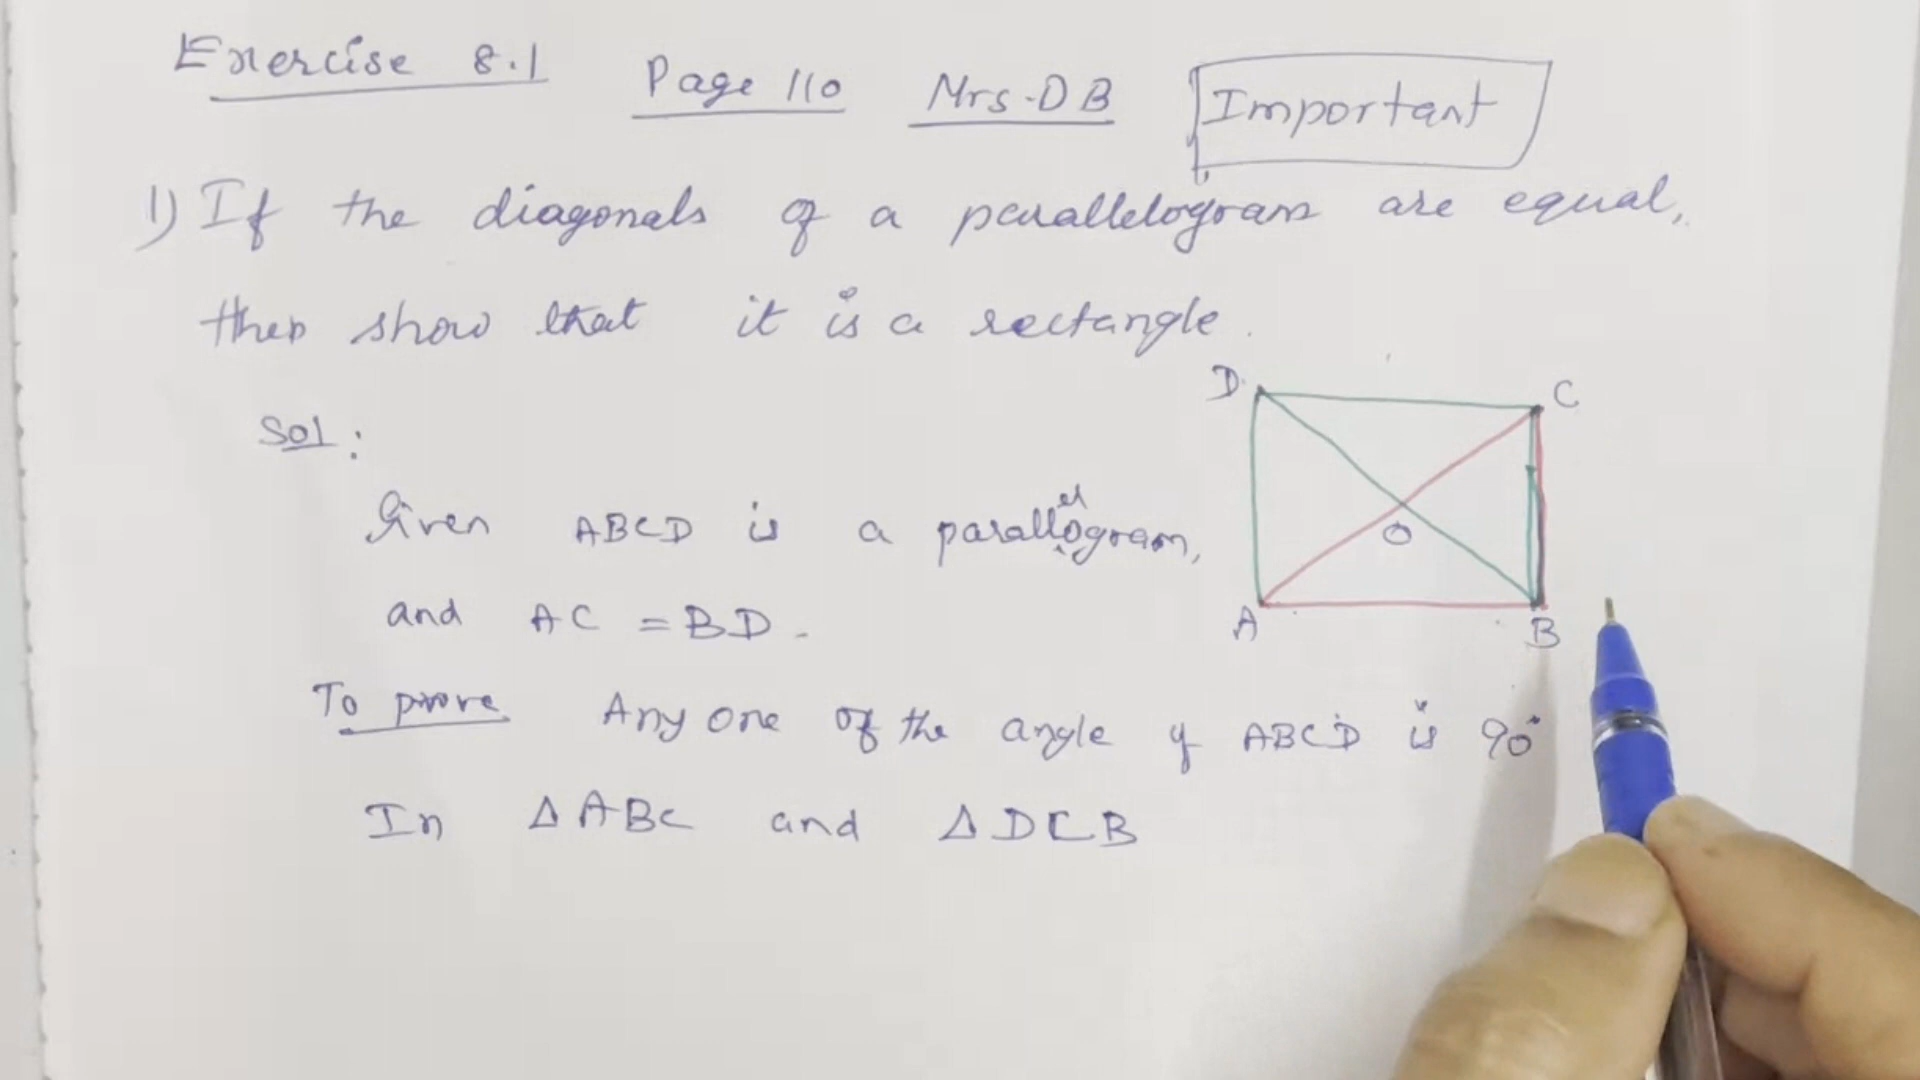 Exercise 8.1 Page 110 Mrs.DB Important
1) If the diagonals of a parallelogram are equal,
then show that it is a rectangle.
D C
Sol:
Given ABCD is a parallelogram,
O
and AC = BD.
A B
To prove Any one of the angle of ABCD is 90°
In △ABC and △DCB